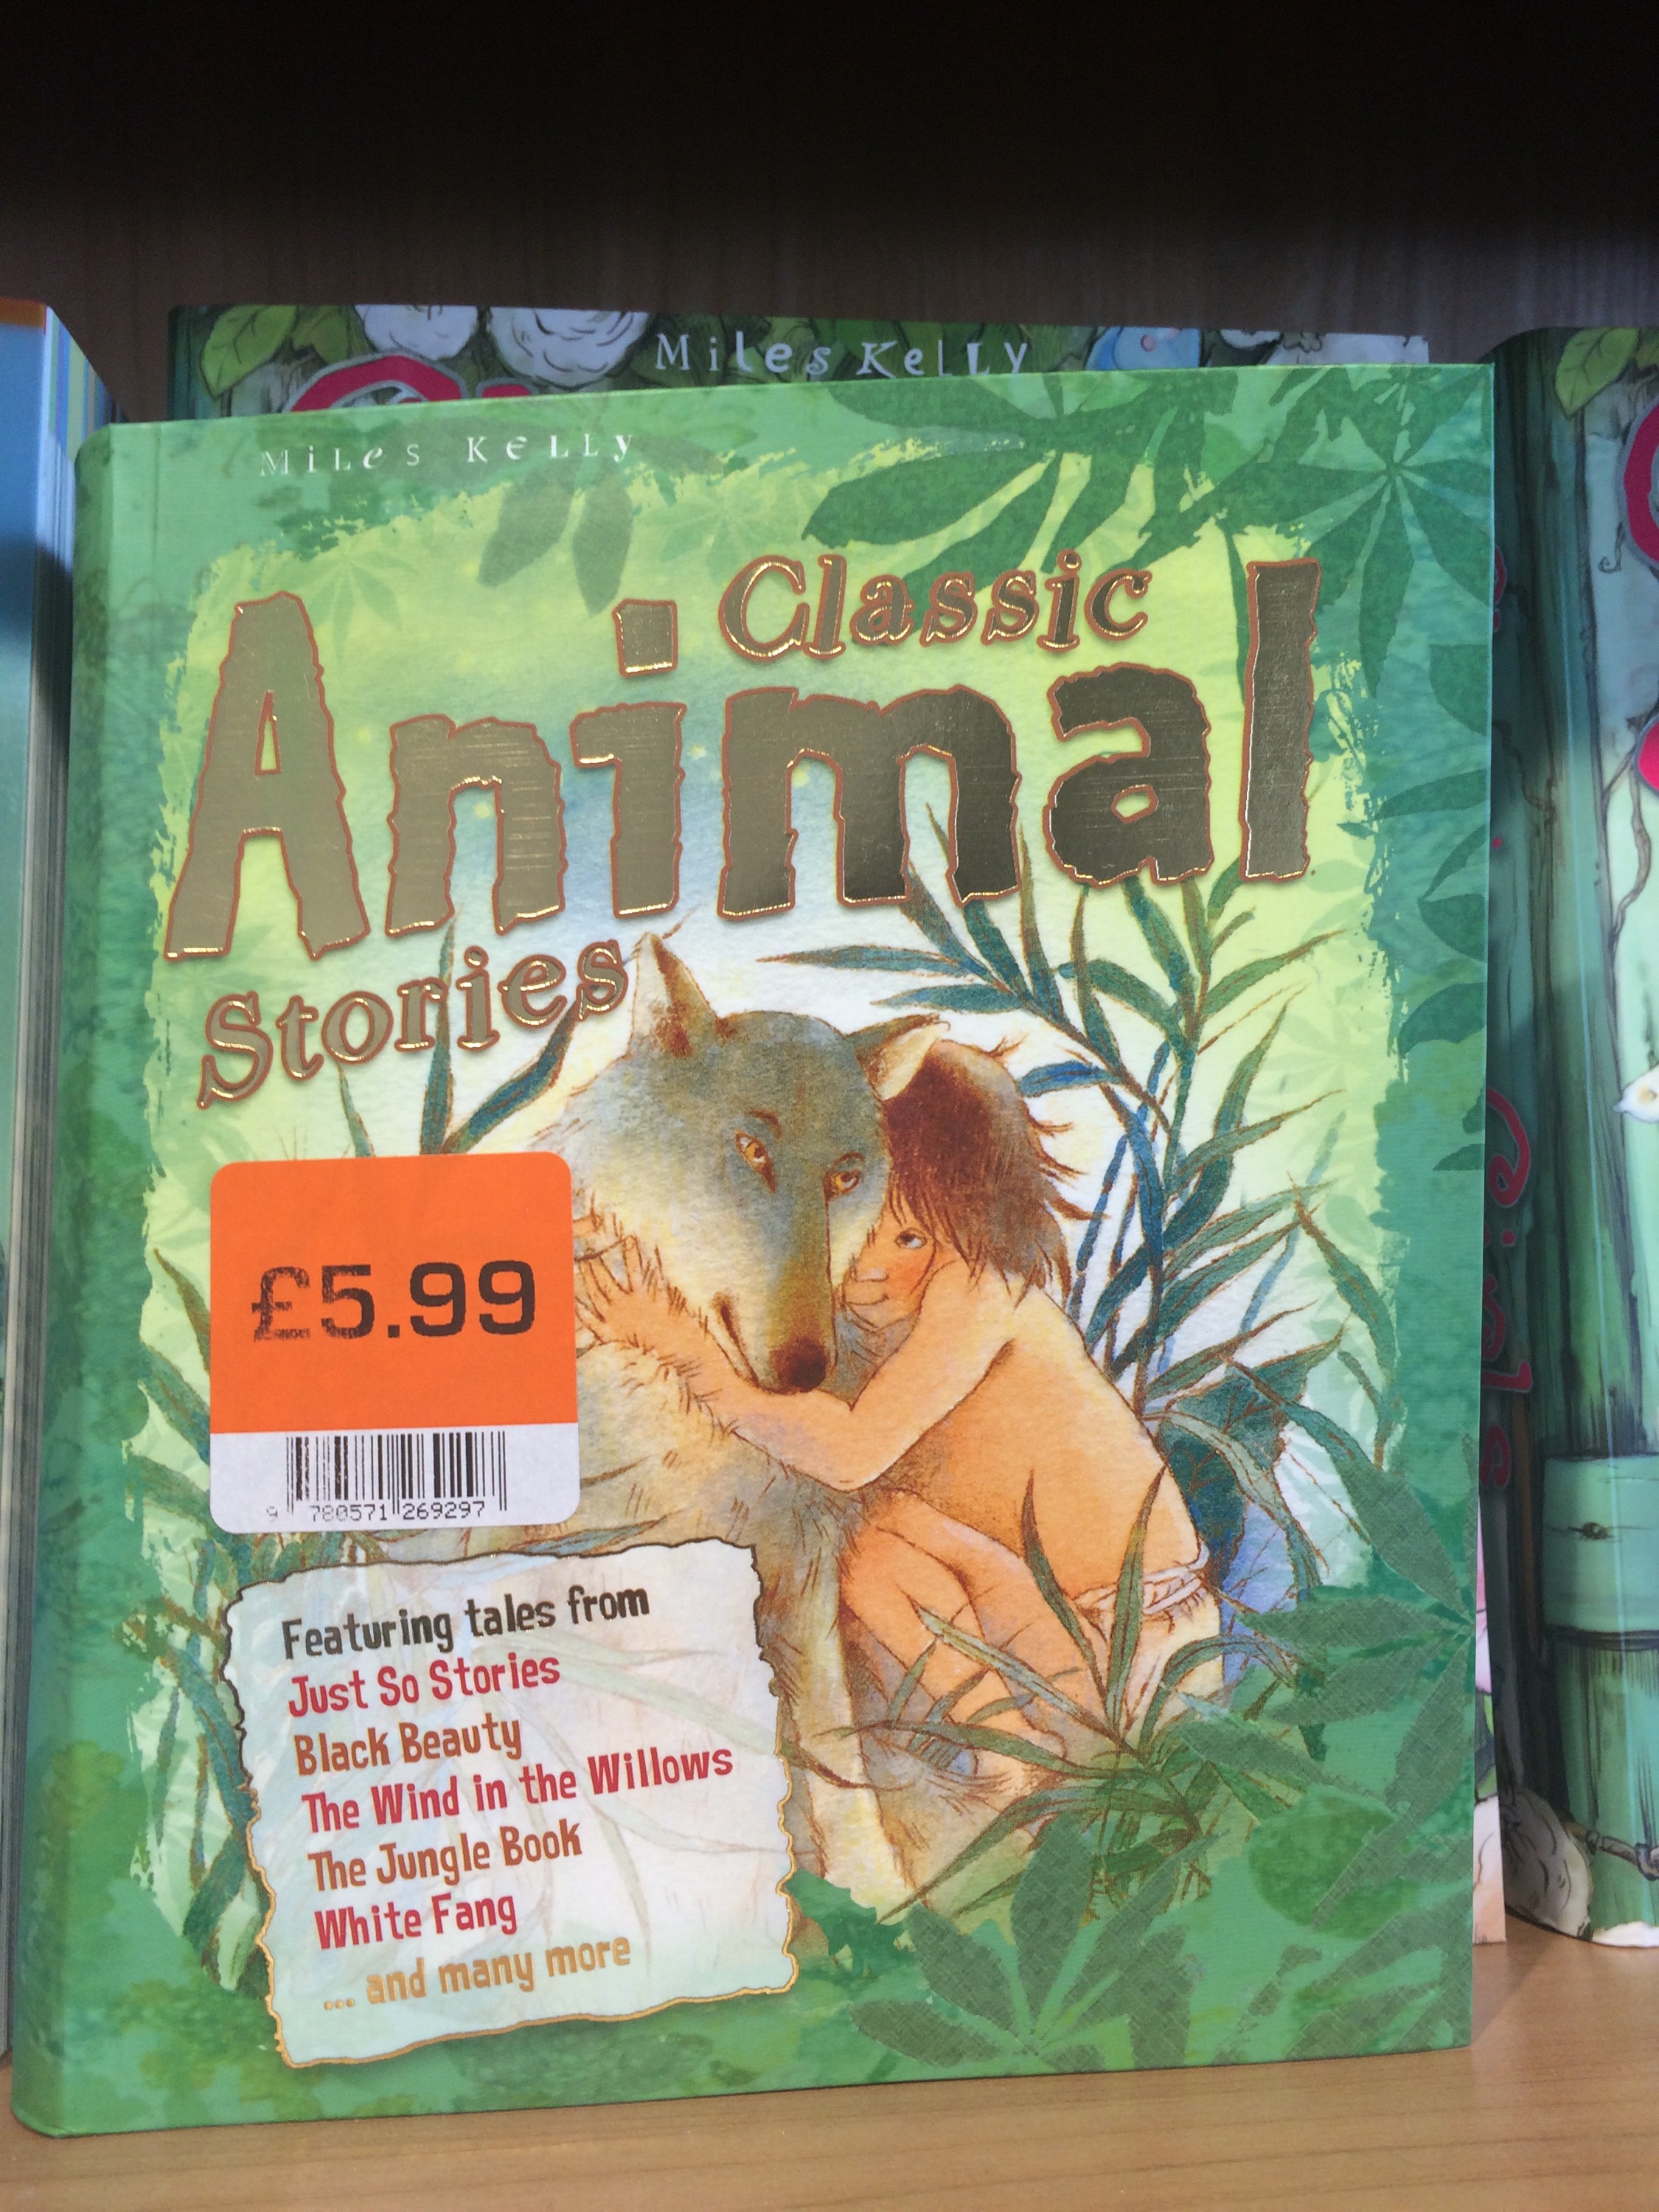 Miles Kelly
Miles Kelly
Classic
Animal
Stories
£5.99
9 780571 269297
Featuring tales from
Just So Stories
Black Beauty
The Wind in the Willows
The Jungle Book
White Fang
... and many more